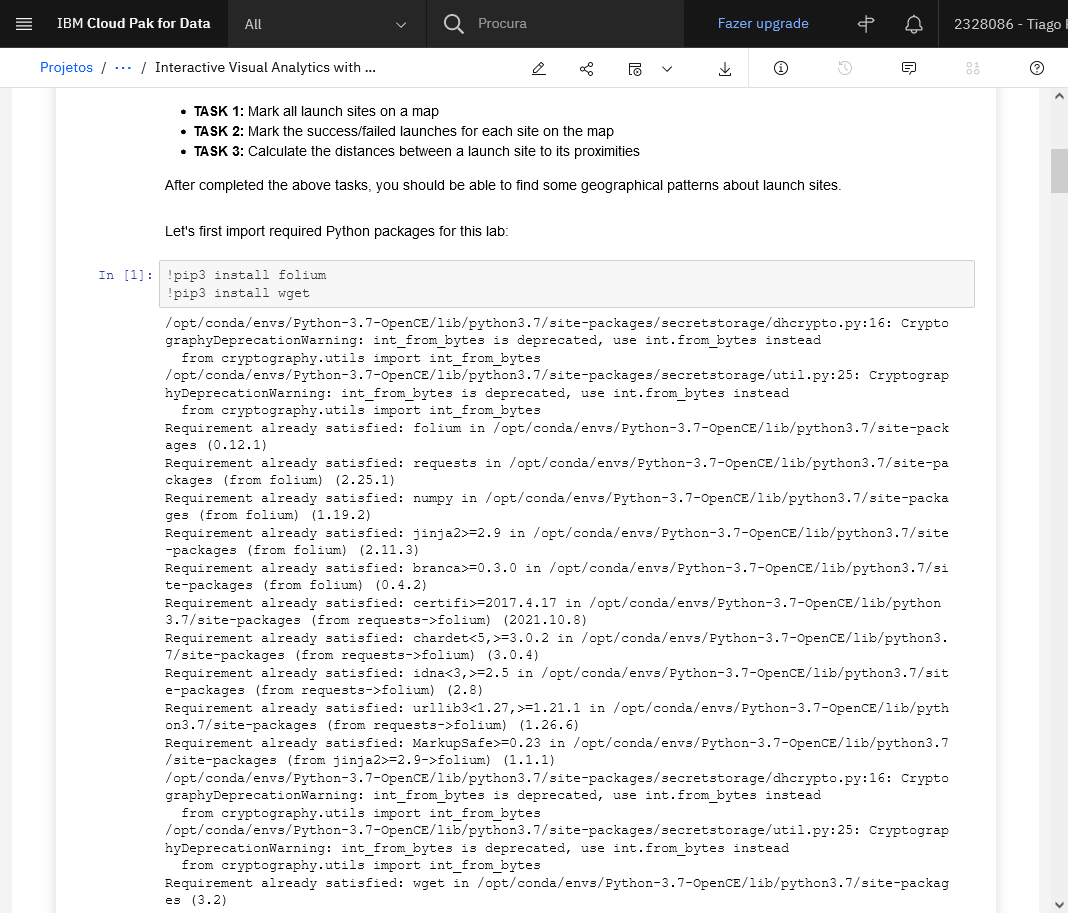 IBM Cloud Pak for Data All Procura Fazer upgrade 2328086 - Tiago
Projetos / ... / Interactive Visual Analytics with ...
• TASK 1: Mark all launch sites on a map
• TASK 2: Mark the success/failed launches for each site on the map
• TASK 3: Calculate the distances between a launch site to its proximities
After completed the above tasks, you should be able to find some geographical patterns about launch sites.
Let's first import required Python packages for this lab:
In [1]: !pip3 install folium
!pip3 install wget
/opt/conda/envs/Python-3.7-OpenCE/lib/python3.7/site-packages/secretstorage/dhcrypto.py:16: Crypto
graphyDeprecationWarning: int_from_bytes is deprecated, use int.from_bytes instead
from cryptography.utils import int_from_bytes
/opt/conda/envs/Python-3.7-OpenCE/lib/python3.7/site-packages/secretstorage/util.py:25: Cryptograp
hyDeprecationWarning: int_from_bytes is deprecated, use int.from_bytes instead
from cryptography.utils import int_from_bytes
Requirement already satisfied: folium in /opt/conda/envs/Python-3.7-OpenCE/lib/python3.7/site-pack
ages (0.12.1)
Requirement already satisfied: requests in /opt/conda/envs/Python-3.7-OpenCE/lib/python3.7/site-pa
ckages (from folium) (2.25.1)
Requirement already satisfied: numpy in /opt/conda/envs/Python-3.7-OpenCE/lib/python3.7/site-packa
ges (from folium) (1.19.2)
Requirement already satisfied: jinja2>=2.9 in /opt/conda/envs/Python-3.7-OpenCE/lib/python3.7/site
-packages (from folium) (2.11.3)
Requirement already satisfied: branca>=0.3.0 in /opt/conda/envs/Python-3.7-OpenCE/lib/python3.7/si
te-packages (from folium) (0.4.2)
Requirement already satisfied: certifi>=2017.4.17 in /opt/conda/envs/Python-3.7-OpenCE/lib/python
3.7/site-packages (from requests->folium) (2021.10.8)
Requirement already satisfied: chardet<5,>=3.0.2 in /opt/conda/envs/Python-3.7-OpenCE/lib/python3.
7/site-packages (from requests->folium) (3.0.4)
Requirement already satisfied: idna<3,>=2.5 in /opt/conda/envs/Python-3.7-OpenCE/lib/python3.7/sit
e-packages (from requests->folium) (2.8)
Requirement already satisfied: urllib3<1.27,>=1.21.1 in /opt/conda/envs/Python-3.7-OpenCE/lib/pyth
on3.7/site-packages (from requests->folium) (1.26.6)
Requirement already satisfied: MarkupSafe>=0.23 in /opt/conda/envs/Python-3.7-OpenCE/lib/python3.7
/site-packages (from jinja2>=2.9->folium) (1.1.1)
/opt/conda/envs/Python-3.7-OpenCE/lib/python3.7/site-packages/secretstorage/dhcrypto.py:16: Crypto
graphyDeprecationWarning: int_from_bytes is deprecated, use int.from_bytes instead
from cryptography.utils import int_from_bytes
/opt/conda/envs/Python-3.7-OpenCE/lib/python3.7/site-packages/secretstorage/util.py:25: Cryptograp
hyDeprecationWarning: int_from_bytes is deprecated, use int.from_bytes instead
from cryptography.utils import int_from_bytes
Requirement already satisfied: wget in /opt/conda/envs/Python-3.7-OpenCE/lib/python3.7/site-packag
es (3.2)